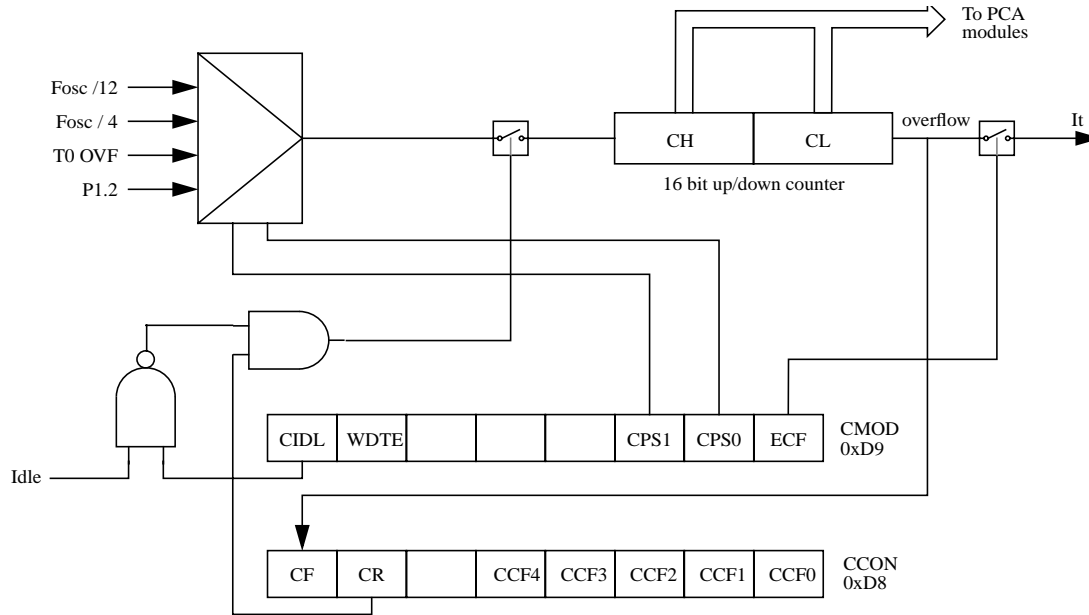 To PCA
modules
Fosc /12
Fosc / 4
T0 OVF
P1.2
CH
CL
overflow
It
16 bit up/down counter
CIDL
WDTE
CPS1
CPS0
ECF
CMOD
0xD9
Idle
CF
CR
CCF4
CCF3
CCF2
CCF1
CCF0
CCON
0xD8